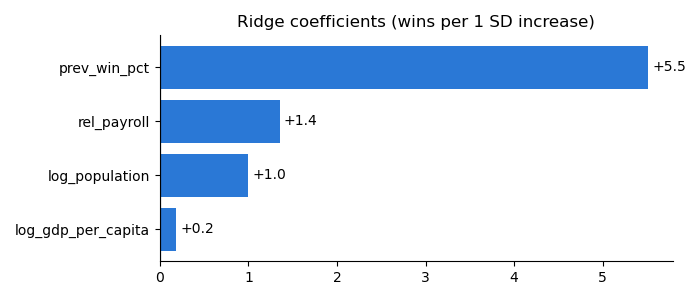 Ridge coefficients (wins per 1 SD increase)
prev_win_pct +5.5
rel_payroll +1.4
log_population +1.0
log_gdp_per_capita +0.2
0 1 2 3 4 5